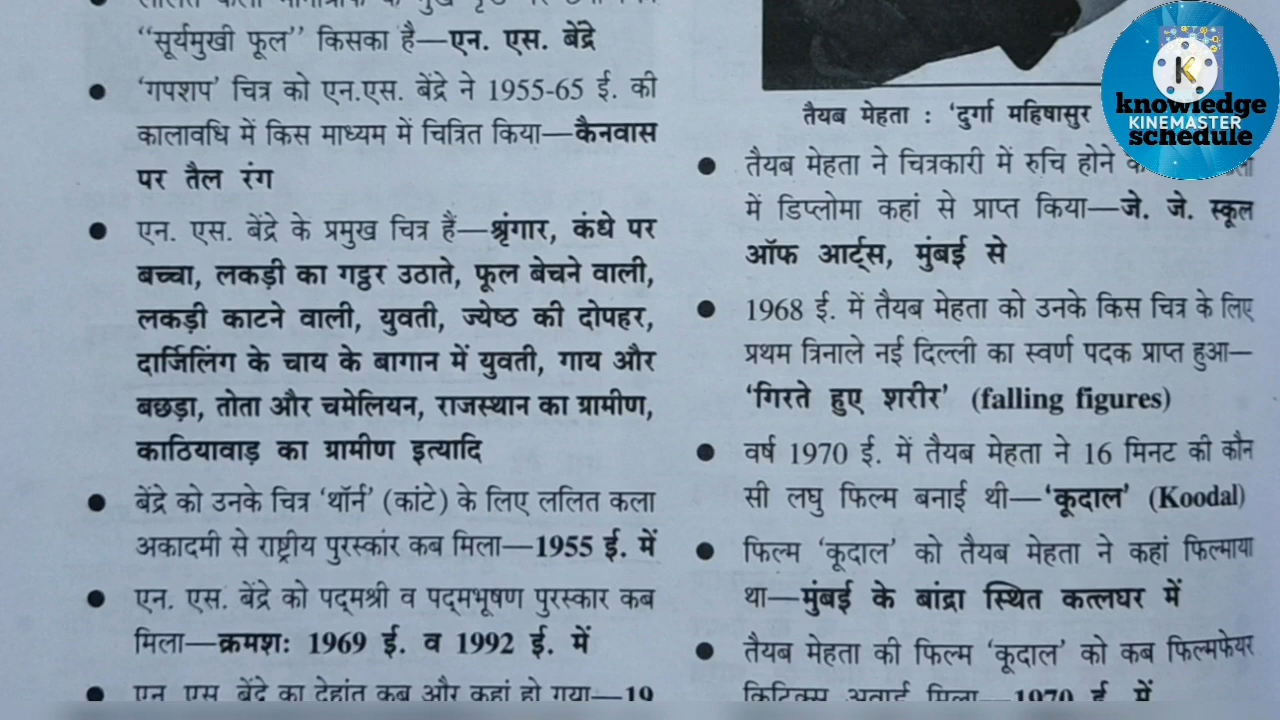 “सूर्यमुखी फूल” किसका है—एन. एस. बेंद्रे
● ‘गपशप’ चित्र को एन.एस. बेंद्रे ने 1955-65 ई. की
कालावधि में किस माध्यम में चित्रित किया—कैनवास
पर तैल रंग
● एन. एस. बेंद्रे के प्रमुख चित्र हैं—श्रृंगार, कंधे पर
बच्चा, लकड़ी का गट्ठर उठाते, फूल बेचने वाली,
लकड़ी काटने वाली, युवती, ज्येष्ठ की दोपहर,
दार्जिलिंग के चाय के बागान में युवती, गाय और
बछड़ा, तोता और चमेलियन, राजस्थान का ग्रामीण,
काठियावाड़ का ग्रामीण इत्यादि
● बेंद्रे को उनके चित्र ‘थॉर्न’ (कांटे) के लिए ललित कला
अकादमी से राष्ट्रीय पुरस्कार कब मिला—1955 ई. में
● एन. एस. बेंद्रे को पद्मश्री व पद्मभूषण पुरस्कार कब
मिला—क्रमशः 1969 ई. व 1992 ई. में
● एन एस बेंद्रे का देहांत कब और कहां हो गया—19
तैयब मेहता : ‘दुर्गा महिषासुर
● तैयब मेहता ने चित्रकारी में रुचि होने
में डिप्लोमा कहां से प्राप्त किया—जे. जे. स्कूल
ऑफ आर्ट्स, मुंबई से
● 1968 ई. में तैयब मेहता को उनके किस चित्र के लिए
प्रथम त्रिनाले नई दिल्ली का स्वर्ण पदक प्राप्त हुआ—
‘गिरते हुए शरीर’ (falling figures)
● वर्ष 1970 ई. में तैयब मेहता ने 16 मिनट की कौन
सी लघु फिल्म बनाई थी—‘कूदाल’ (Koodal)
● फिल्म ‘कूदाल’ को तैयब मेहता ने कहां फिल्माया
था—मुंबई के बांद्रा स्थित कत्लघर में
● तैयब मेहता की फिल्म ‘कूदाल’ को कब फिल्मफेयर
क्रिटिक्स अवार्ड मिला—1970 ई. में
K
knowledge
KINEMASTER
schedule